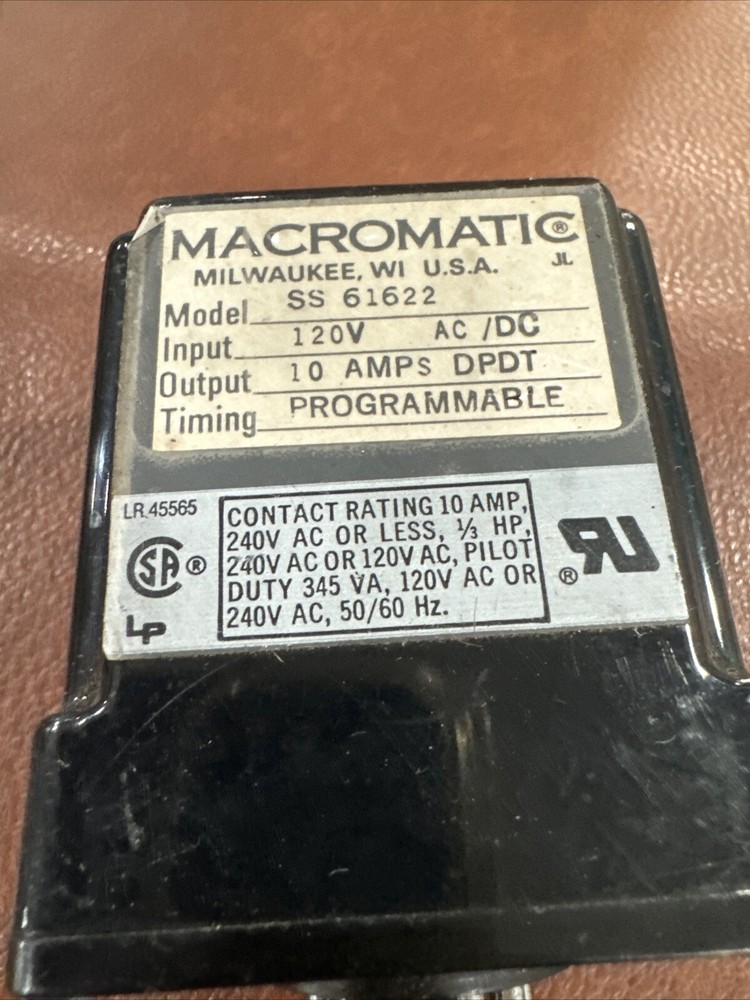 MACROMATIC®
JL
MILWAUKEE, WI U.S.A.
Model SS 61622
Input 120V AC/DC
Output 10 AMPs DPDT
Timing PROGRAMMABLE
LR 45565
SA ®
LP
CONTACT RATING 10 AMP,
240V AC OR LESS, ⅓ HP,
240V AC OR 120V AC, PILOT
DUTY 345 VA, 120V AC OR
240V AC, 50/60 Hz.
RU ®